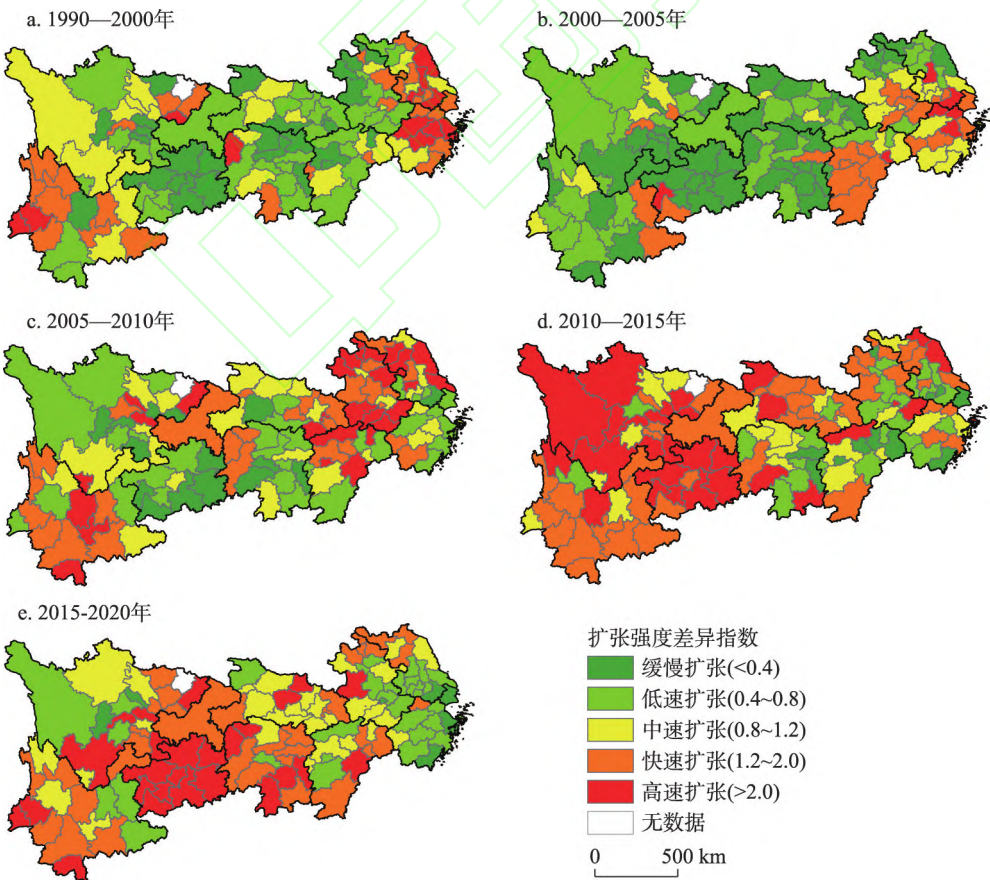 a. 1990—2000年
b. 2000—2005年
c. 2005—2010年
d. 2010—2015年
e. 2015-2020年
扩张强度差异指数
缓慢扩张(<0.4)
低速扩张(0.4~0.8)
中速扩张(0.8~1.2)
快速扩张(1.2~2.0)
高速扩张(>2.0)
无数据
0 500 km